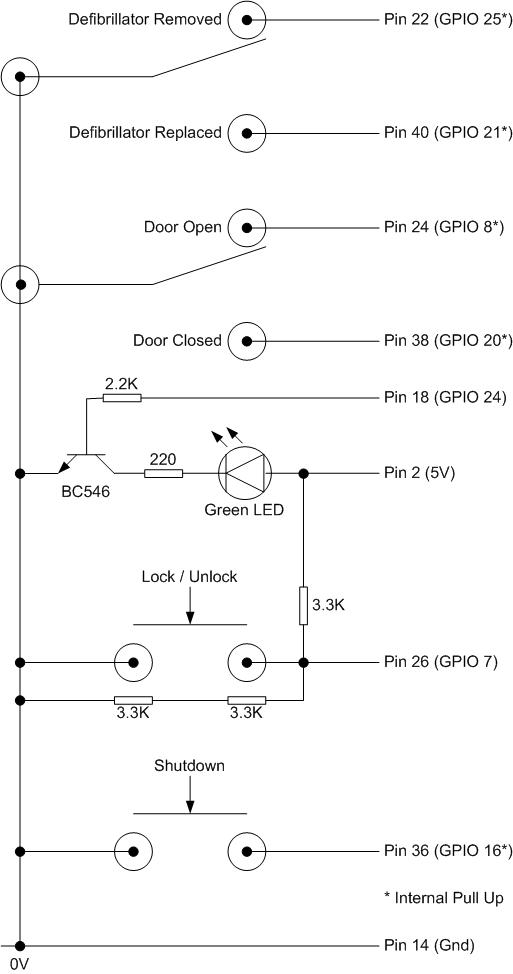 Defibrillator Removed Pin 22 (GPIO 25*)
Defibrillator Replaced Pin 40 (GPIO 21*)
Door Open Pin 24 (GPIO 8*)
Door Closed Pin 38 (GPIO 20*)
2.2K Pin 18 (GPIO 24)
220 Pin 2 (5V)
BC546 Green LED
Lock / Unlock
3.3K
Pin 26 (GPIO 7)
3.3K 3.3K
Shutdown
Pin 36 (GPIO 16*)
* Internal Pull Up
Pin 14 (Gnd)
0V